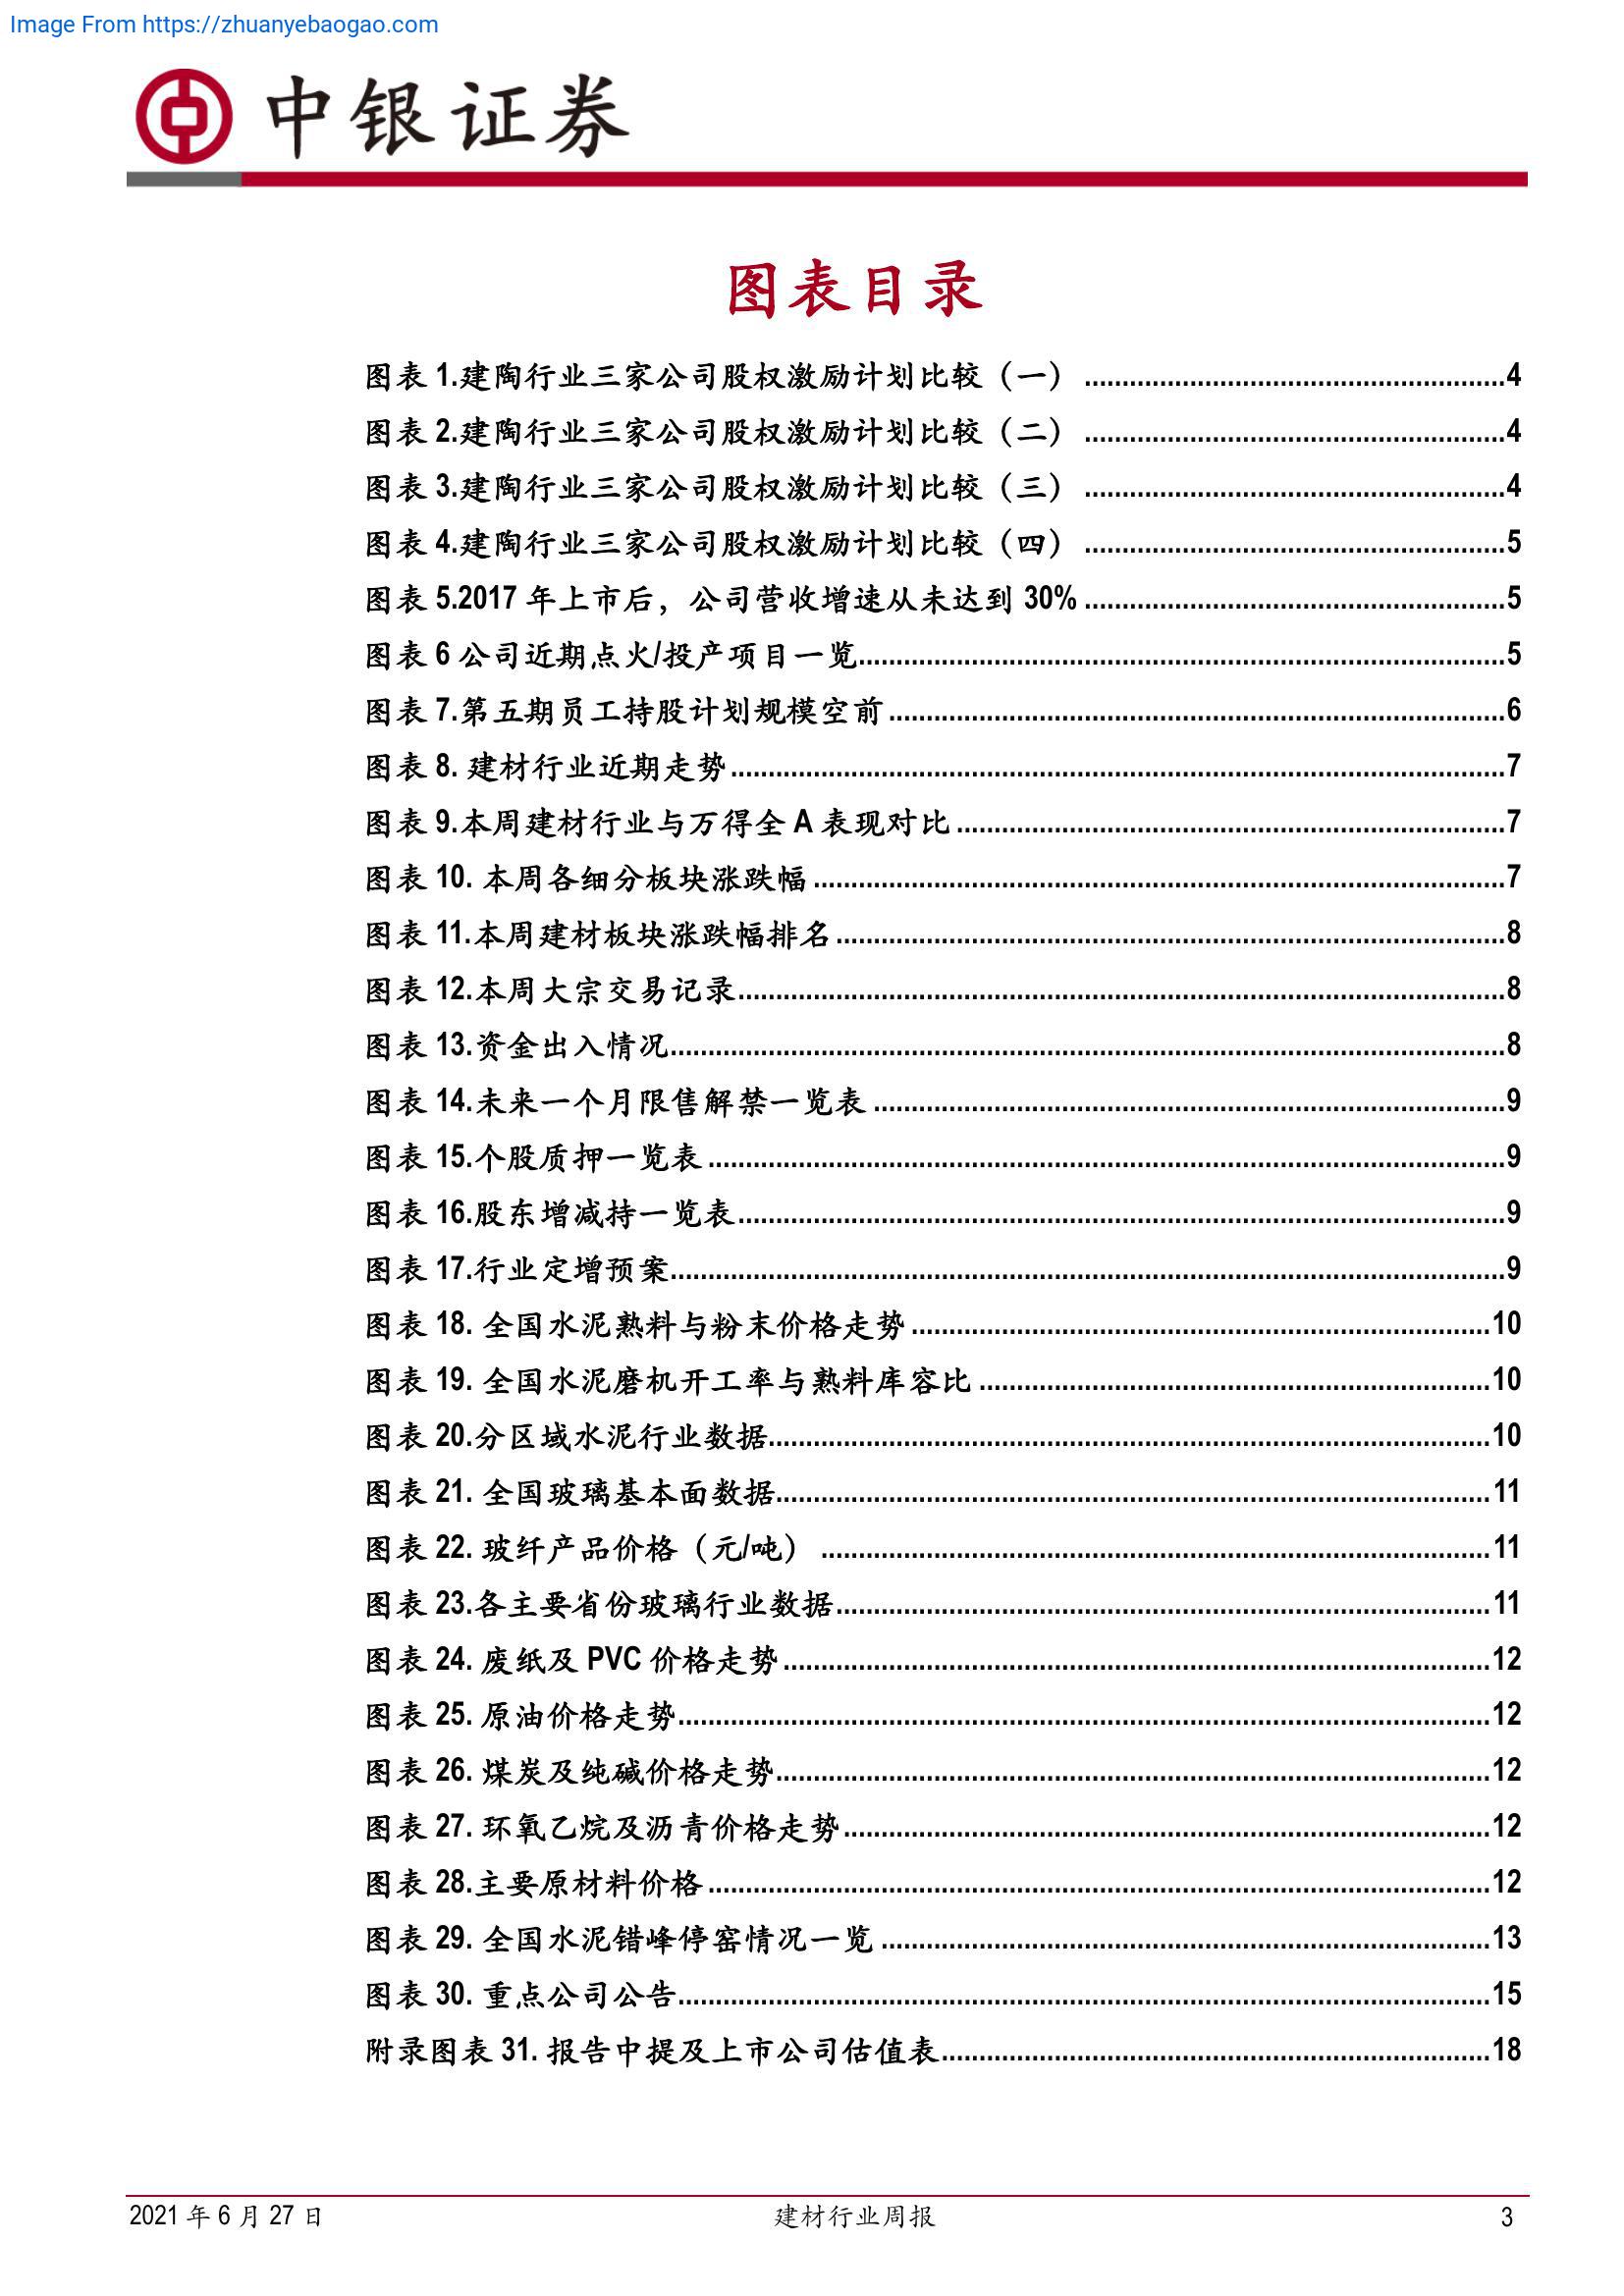 Image From https://zhuanyebaogao.com
中银证券
图表目录
图表 1.建陶行业三家公司股权激励计划比较（一） ........................................................4
图表 2.建陶行业三家公司股权激励计划比较（二） ........................................................4
图表 3.建陶行业三家公司股权激励计划比较（三） ........................................................4
图表 4.建陶行业三家公司股权激励计划比较（四） ........................................................5
图表 5.2017 年上市后，公司营收增速从未达到 30% ........................................................5
图表 6 公司近期点火/投产项目一览........................................................5
图表 7.第五期员工持股计划规模空前 ........................................................6
图表 8. 建材行业近期走势........................................................7
图表 9.本周建材行业与万得全 A 表现对比 ........................................................7
图表 10. 本周各细分板块涨跌幅 ........................................................7
图表 11.本周建材板块涨跌幅排名 ........................................................8
图表 12.本周大宗交易记录........................................................8
图表 13.资金出入情况........................................................8
图表 14.未来一个月限售解禁一览表 ........................................................9
图表 15.个股质押一览表 ........................................................9
图表 16.股东增减持一览表........................................................9
图表 17.行业定增预案........................................................9
图表 18. 全国水泥熟料与粉末价格走势 ........................................................10
图表 19. 全国水泥磨机开工率与熟料库容比 ........................................................10
图表 20.分区域水泥行业数据........................................................10
图表 21. 全国玻璃基本面数据........................................................11
图表 22. 玻纤产品价格（元/吨） ........................................................11
图表 23.各主要省份玻璃行业数据........................................................11
图表 24. 废纸及 PVC 价格走势 ........................................................12
图表 25. 原油价格走势........................................................12
图表 26. 煤炭及纯碱价格走势........................................................12
图表 27. 环氧乙烷及沥青价格走势........................................................12
图表 28.主要原材料价格 ........................................................12
图表 29. 全国水泥错峰停窑情况一览 ........................................................13
图表 30. 重点公司公告........................................................15
附录图表 31. 报告中提及上市公司估值表........................................................18
2021 年 6 月 27 日
建材行业周报
3